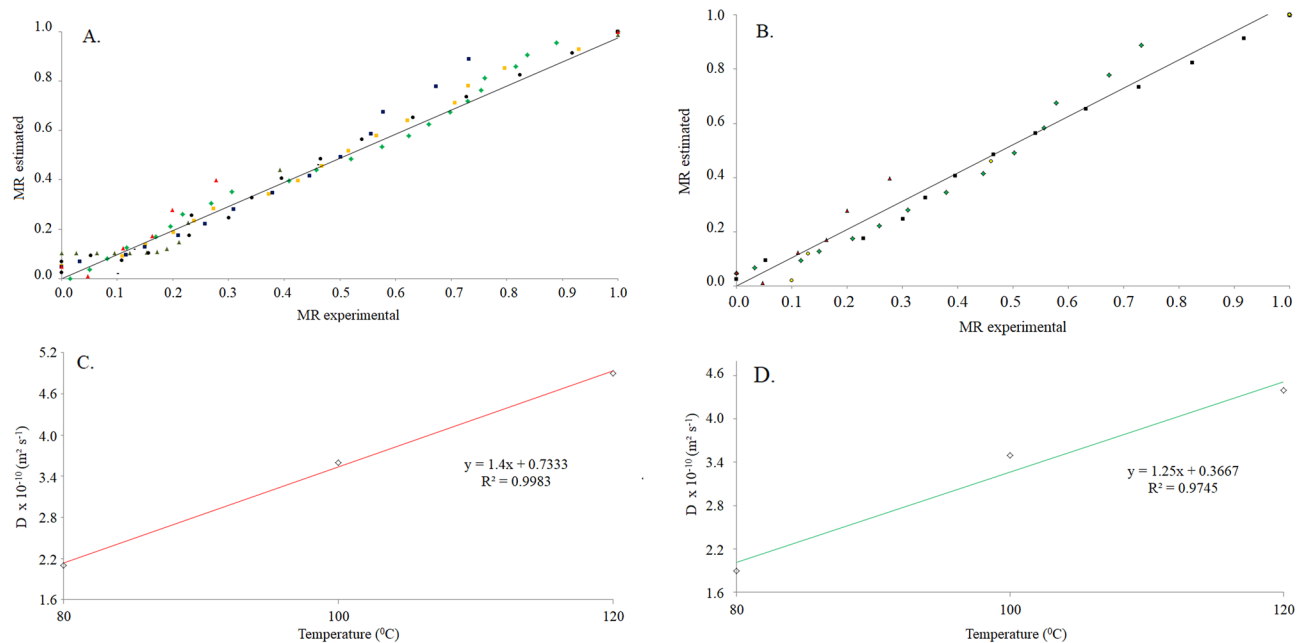 A.
1.0
0.8
0.6
0.4
0.2
0.0
MR estimated
0.0 0.1 0.2 0.3 0.4 0.5 0.6 0.7 0.8 0.9 1.0
MR experimental
B.
1.0
0.8
0.6
0.4
0.2
0.0
MR estimated
0.0 0.1 0.2 0.3 0.4 0.5 0.6 0.7 0.8 0.9 1.0
MR experimental
C.
5.2
4.6
4.0
3.4
2.8
2.2
1.6
D x 10⁻¹⁰ (m² s⁻¹)
y = 1.4x + 0.7333
R² = 0.9983
80 100 120
Temperature (⁰C)
D.
4.6
4.0
3.4
2.8
2.2
1.6
D x 10⁻¹⁰ (m² s⁻¹)
y = 1.25x + 0.3667
R² = 0.9745
80 100 120
Temperature (⁰C)